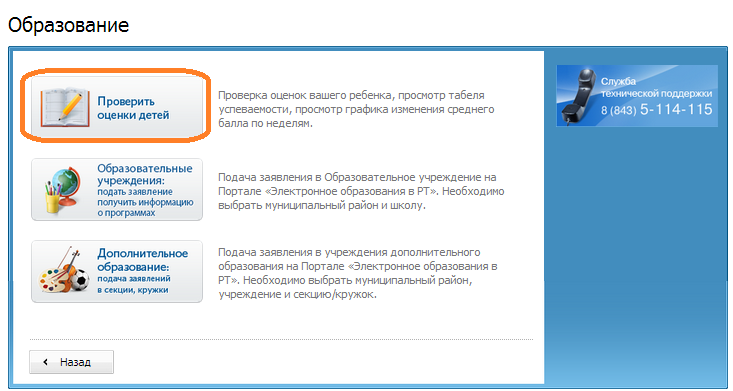 Образование
Проверить
оценки детей
Проверка оценок вашего ребенка, просмотр табеля
успеваемости, просмотр графика изменения среднего
балла по неделям.
Образовательные
учреждения:
подать заявление
получить информацию
о программах
Подача заявления в Образовательное учреждение на
Портале «Электронное образования в РТ». Необходимо
выбрать муниципальный район и школу.
Дополнительное
образование:
подача заявлений
в секции, кружки
Подача заявления в учреждения дополнительного
образования на Портале «Электронное образования в
РТ». Необходимо выбрать муниципальный район,
учреждение и секцию/кружок.
Назад
Служба
технической поддержки
8 (843) 5-114-115